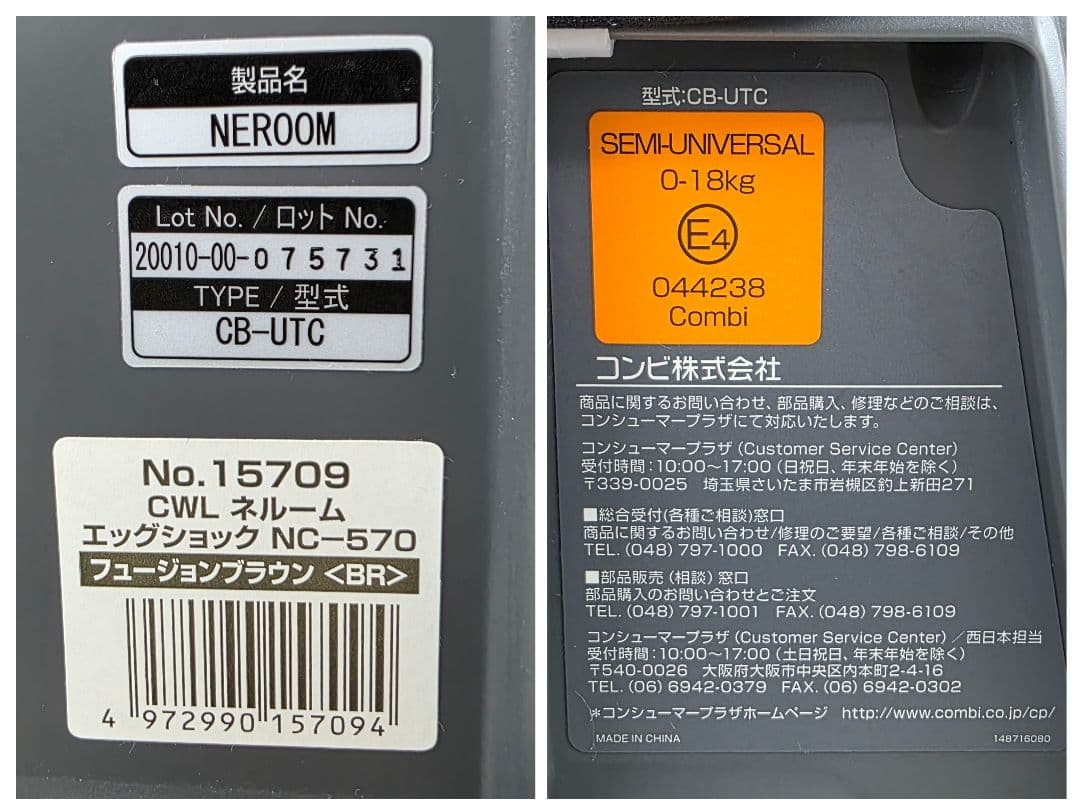 製品名
NEROOM
Lot No. / ロット No.
20010-00-075731
TYPE / 型式
CB-UTC
No.15709
CWL ネルーム
エッグショック NC-570
フュージョンブラウン <BR>
4 972990 157094
型式:CB-UTC
SEMI-UNIVERSAL
0-18kg
E4
044238
Combi
コンビ株式会社
商品に関するお問い合わせ、部品購入、修理などのご相談は、
コンシューマープラザにて対応いたします。
コンシューマープラザ (Customer Service Center)
受付時間:10:00～17:00 (日祝日、年末年始を除く)
〒339-0025 埼玉県さいたま市岩槻区釣上新田271
■総合受付(各種ご相談)窓口
商品に関するお問い合わせ/修理のご要望/各種ご相談/その他
TEL. (048) 797-1000 FAX. (048) 798-6109
■部品販売 (相談) 窓口
部品購入のお問い合わせとご注文
TEL. (048) 797-1001 FAX. (048) 798-6109
コンシューマープラザ (Customer Service Center) /西日本担当
受付時間:10:00～17:00 (土日祝日、年末年始を除く)
〒540-0026 大阪府大阪市中央区内本町2-4-16
TEL. (06) 6942-0379 FAX. (06) 6942-0302
*コンシューマープラザホームページ http://www.combi.co.jp/cp/
MADE IN CHINA 148716080